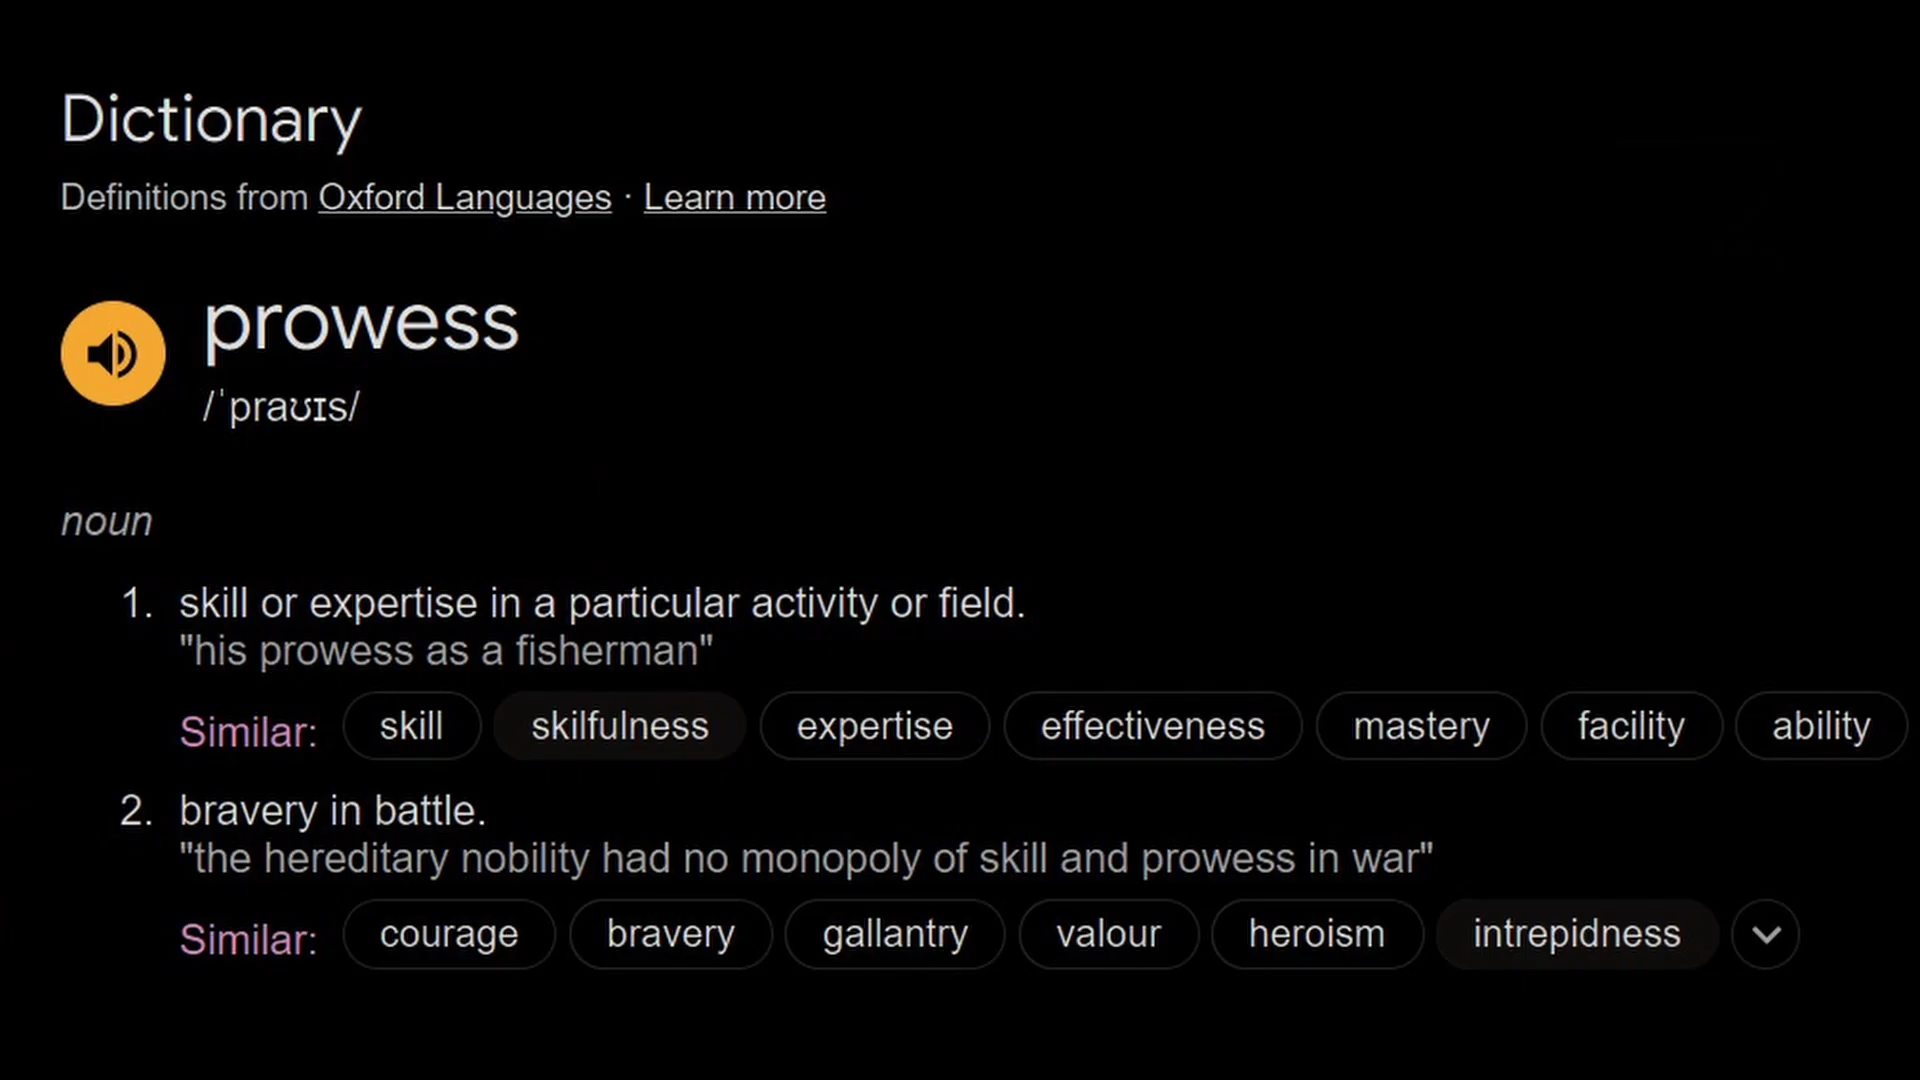 Dictionary
Definitions from Oxford Languages · Learn more
prowess
/ˈpraʊɪs/
noun
1. skill or expertise in a particular activity or field.
"his prowess as a fisherman"
Similar: skill skilfulness expertise effectiveness mastery facility ability
2. bravery in battle.
"the hereditary nobility had no monopoly of skill and prowess in war"
Similar: courage bravery gallantry valour heroism intrepidness